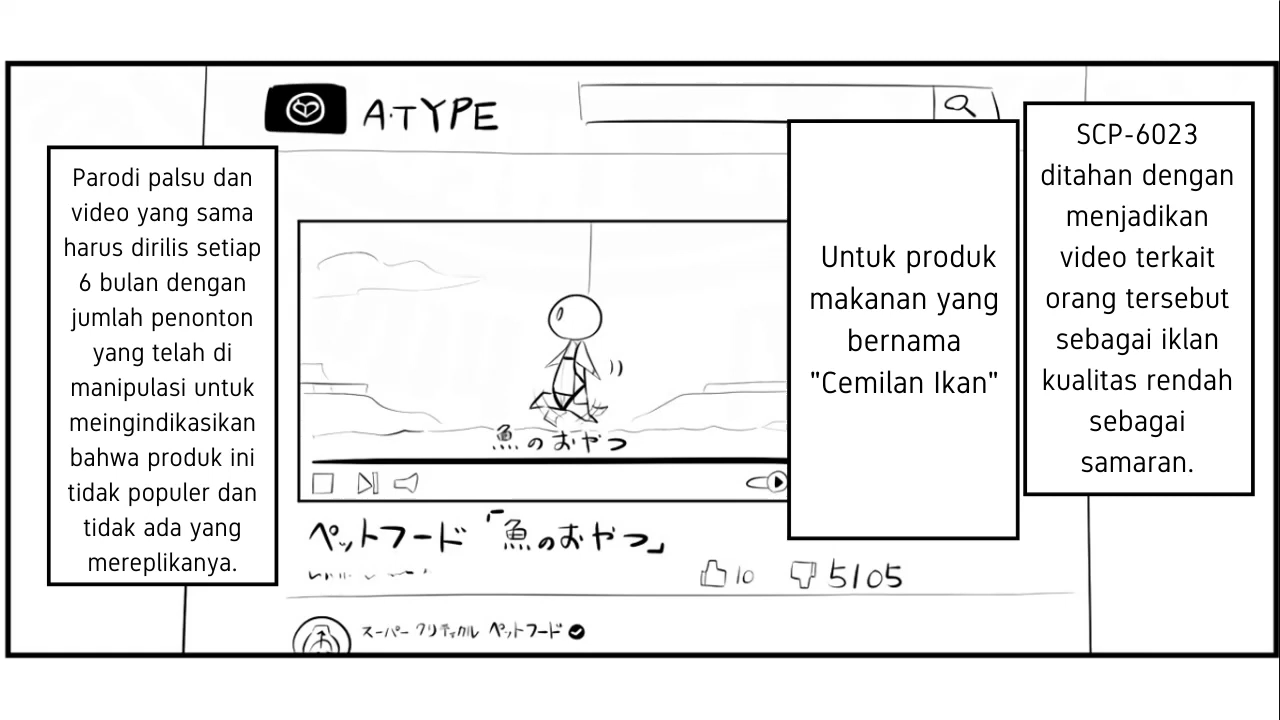 A·TYPE
SCP-6023
ditahan dengan
menjadikan
video terkait
orang tersebut
sebagai iklan
kualitas rendah
sebagai
samaran.
Untuk produk
makanan yang
bernama
"Cemilan Ikan"
Parodi palsu dan
video yang sama
harus dirilis setiap
6 bulan dengan
jumlah penonton
yang telah di
manipulasi untuk
meingindikasikan
bahwa produk ini
tidak populer dan
tidak ada yang
mereplikanya.
魚のおやつ
ペットフード「魚のおやつ」
10 5105
スーパー クリティカル ペットフード